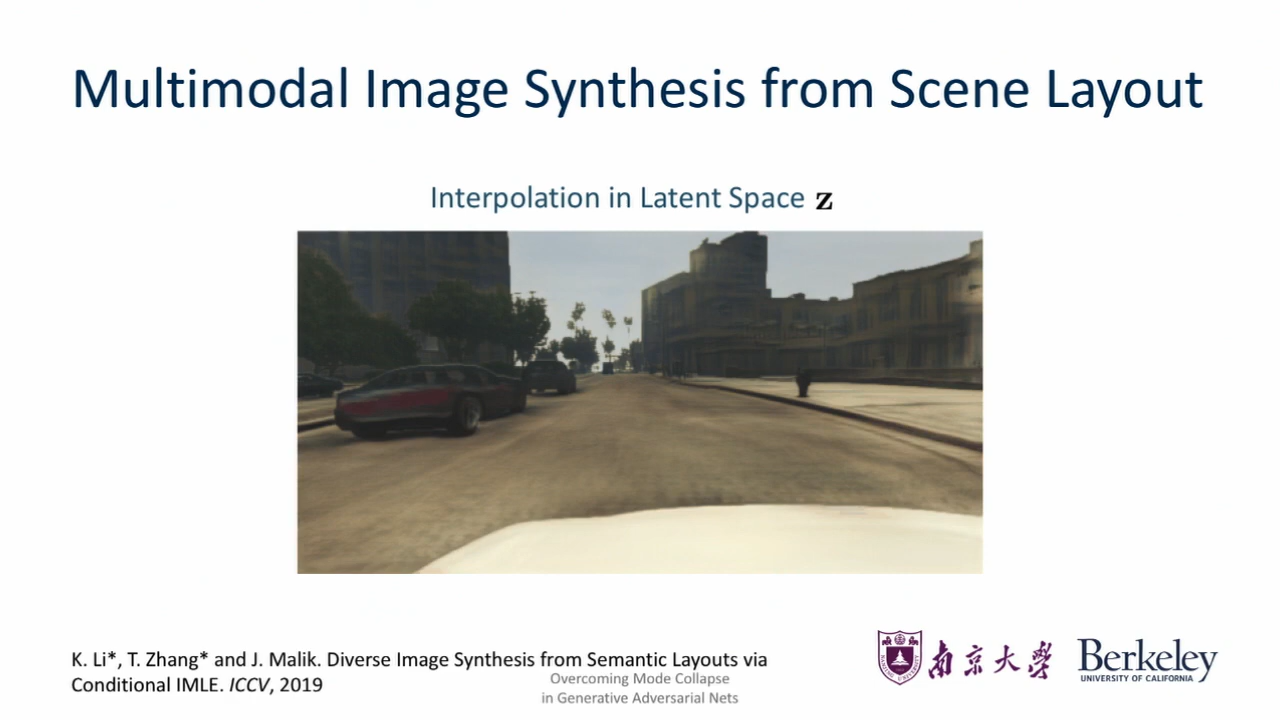 Multimodal Image Synthesis from Scene Layout
Interpolation in Latent Space z
K. Li*, T. Zhang* and J. Malik. Diverse Image Synthesis from Semantic Layouts via
Conditional IMLE. ICCV, 2019
Overcoming Mode Collapse
in Generative Adversarial Nets
南京大学
Berkeley
UNIVERSITY OF CALIFORNIA